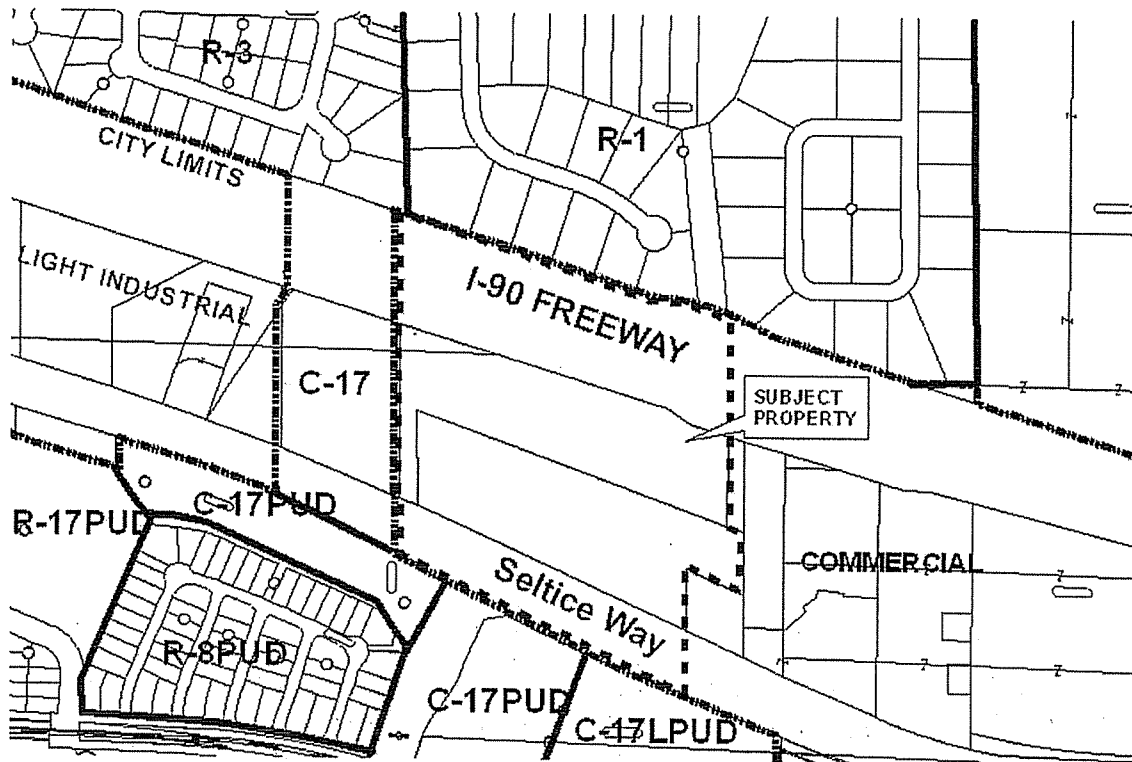 R-3
R-1
CITY LIMITS
LIGHT INDUSTRIAL
I-90 FREEWAY
C-17
SUBJECT
PROPERTY
C-17PUD
R-17PUD
COMMERCIAL
Seltice Way
R-8PUD
C-17PUD
C-17LPUD